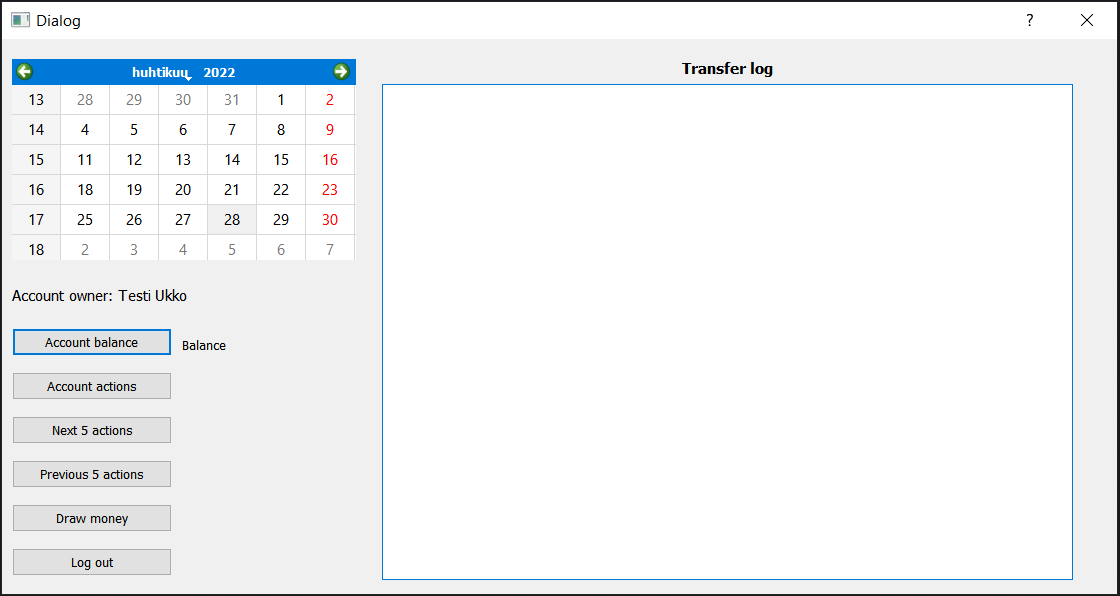 Dialog ?
huhtikuu 2022
13 28 29 30 31 1 2
14 4 5 6 7 8 9
15 11 12 13 14 15 16
16 18 19 20 21 22 23
17 25 26 27 28 29 30
18 2 3 4 5 6 7
Account owner: Testi Ukko
Account balance Balance
Account actions
Next 5 actions
Previous 5 actions
Draw money
Log out
Transfer log